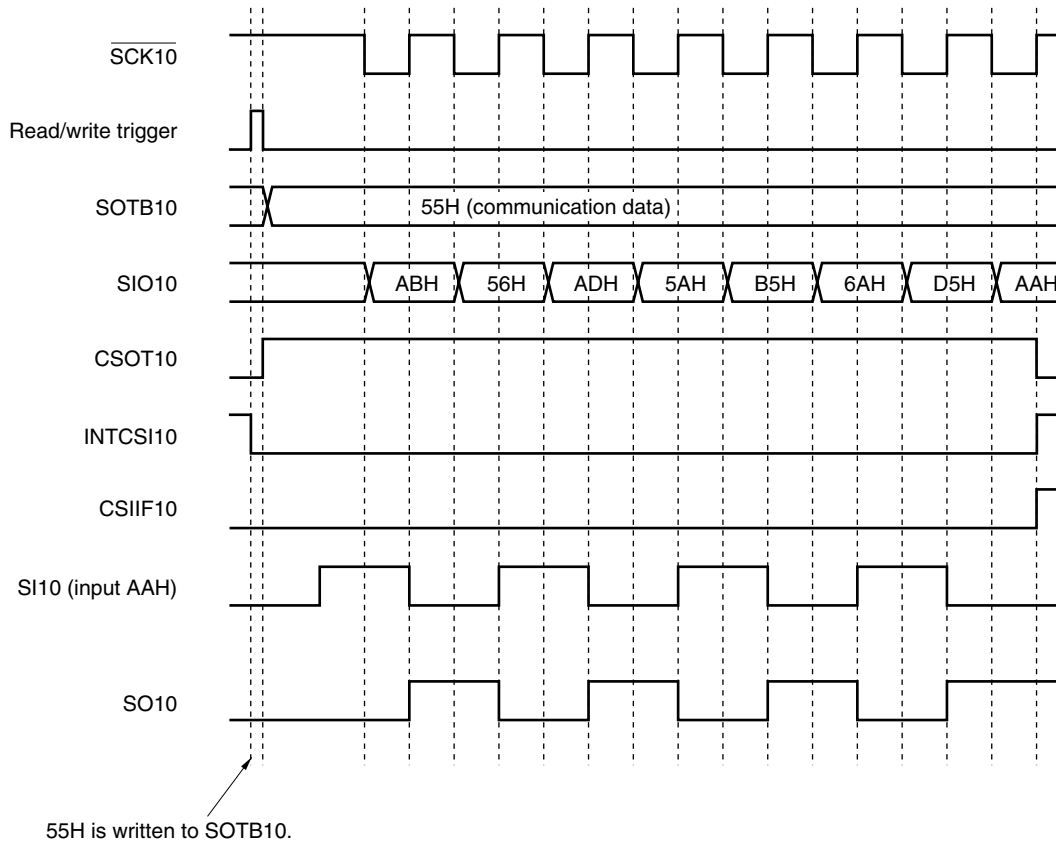 SCK10
Read/write trigger
SOTB10
55H (communication data)
SIO10
ABH 56H ADH 5AH B5H 6AH D5H AAH
CSOT10
INTCSI10
CSIIF10
SI10 (input AAH)
SO10
55H is written to SOTB10.